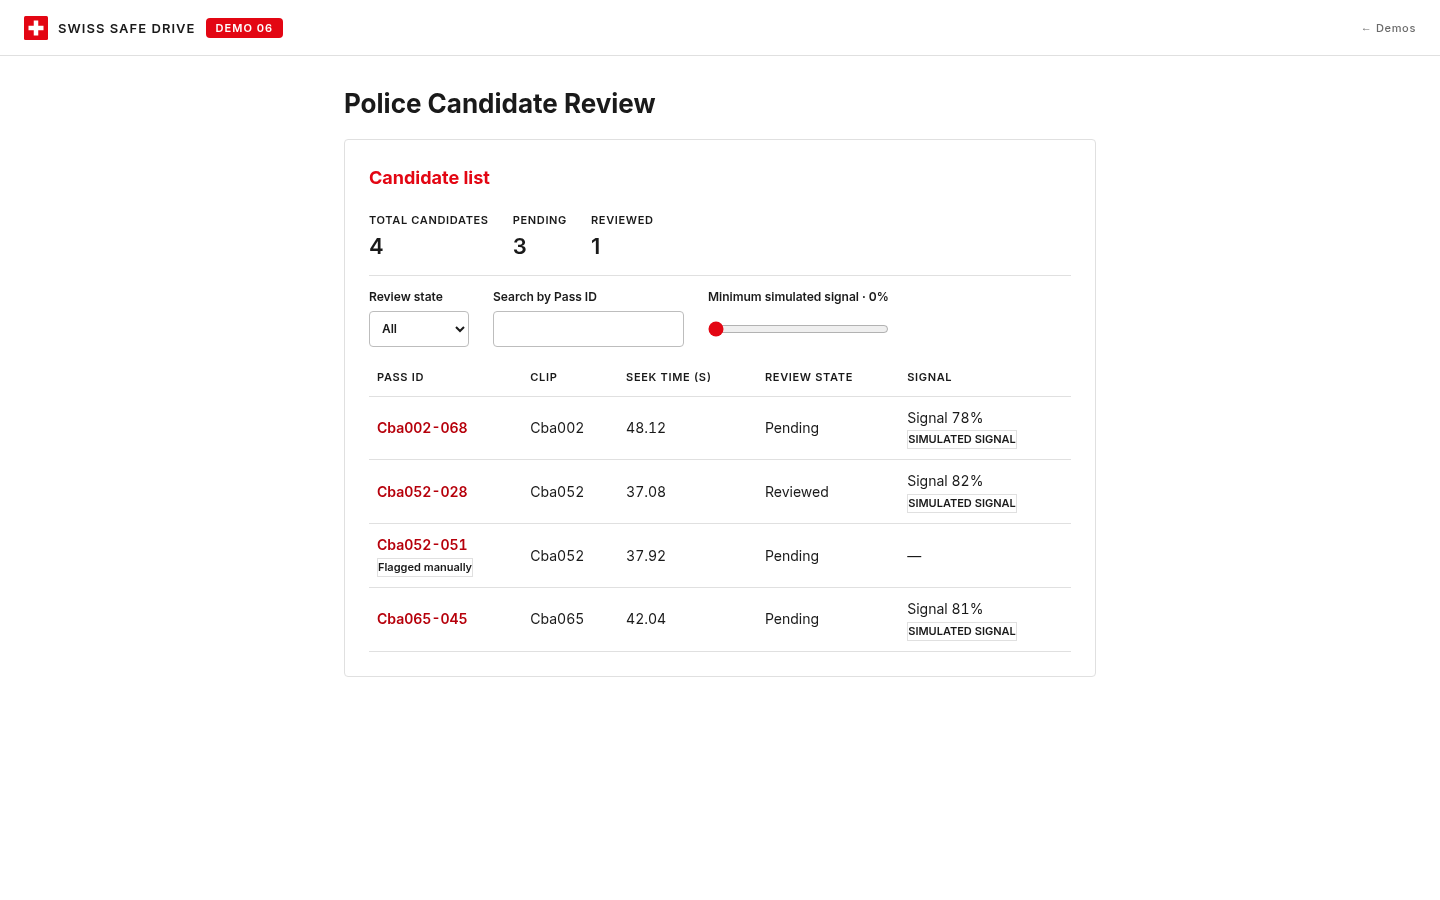 SWISS SAFE DRIVE DEMO 06 ← Demos
Police Candidate Review
Candidate list
TOTAL CANDIDATES PENDING REVIEWED
4 3 1
Review state Search by Pass ID Minimum simulated signal · 0%
All
PASS ID CLIP SEEK TIME (S) REVIEW STATE SIGNAL
Cba002-068 Cba002 48.12 Pending Signal 78%
SIMULATED SIGNAL
Cba052-028 Cba052 37.08 Reviewed Signal 82%
SIMULATED SIGNAL
Cba052-051 Cba052 37.92 Pending —
Flagged manually
Cba065-045 Cba065 42.04 Pending Signal 81%
SIMULATED SIGNAL